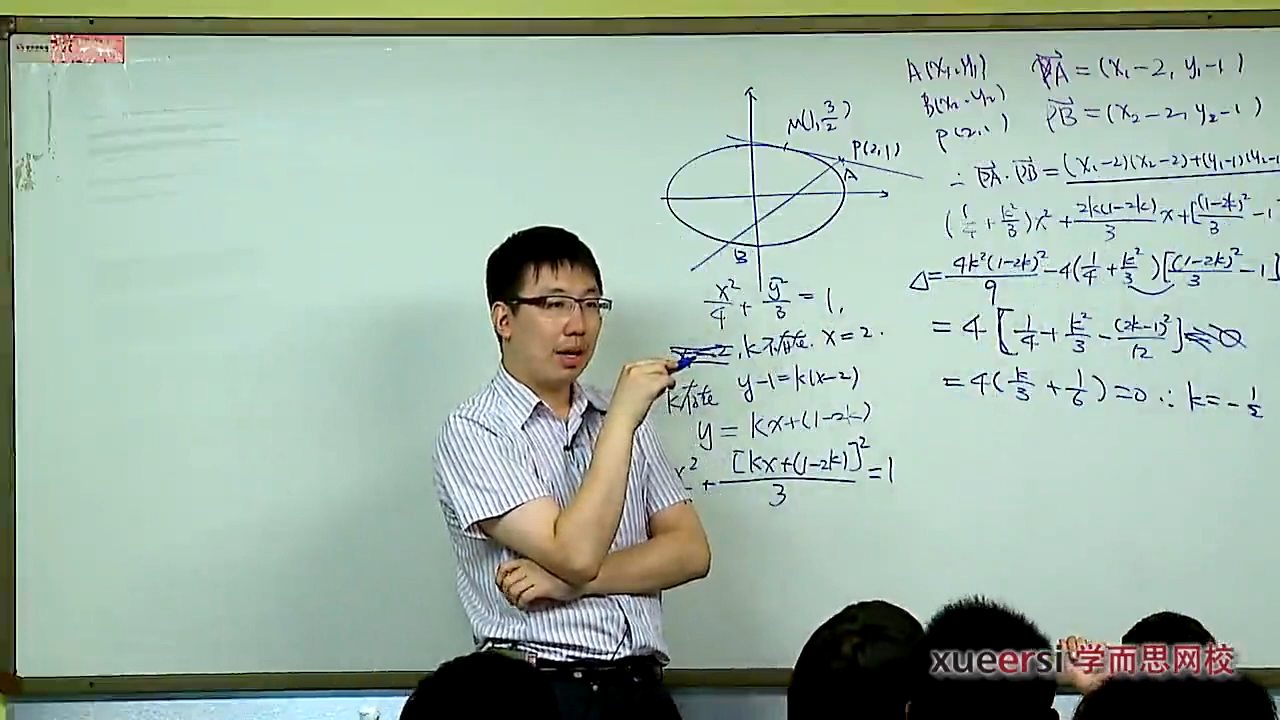 M(1,3/2)
P(2,1)
A
B
x²/4 + y²/3 = 1,
k不存在. x=2.
k存在 y-1=k(x-2)
y=kx+(1-2k)
+ [kx+(1-2k)]²/3 =1
A(x₁,y₁) PA=(x₁-2, y₁-1)
B(x₂,y₂) PB=(x₂-2, y₂-1)
P(2,1)
∴ PA·PB=(x₁-2)(x₂-2)+(y₁-1)(y₂-1
(1/4+k²/3)x²+2k(1-2k)/3 x+[(1-2k)²/3-1
Δ=4k²(1-2k)²/9-4(1/4+k²/3)[(1-2k)²/3-1]
=4[1/4+k²/3-(2k-1)²/12]
=4(k/3+1/6)=0 ∴ k=-1/2
xueersi 学而思网校